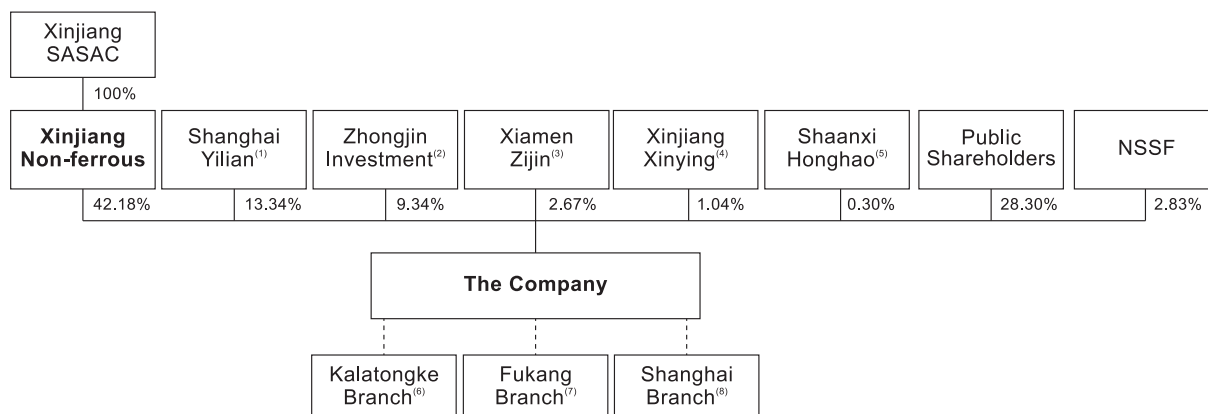 Xinjiang
SASAC
100%
Xinjiang
Non-ferrous
Shanghai
Yilian(1)
Zhongjin
Investment(2)
Xiamen
Zijin(3)
Xinjiang
Xinying(4)
Shaanxi
Honghao(5)
Public
Shareholders
NSSF
42.18%
13.34%
9.34%
2.67%
1.04%
0.30%
28.30%
2.83%
The Company
Kalatongke
Branch(6)
Fukang
Branch(7)
Shanghai
Branch(8)